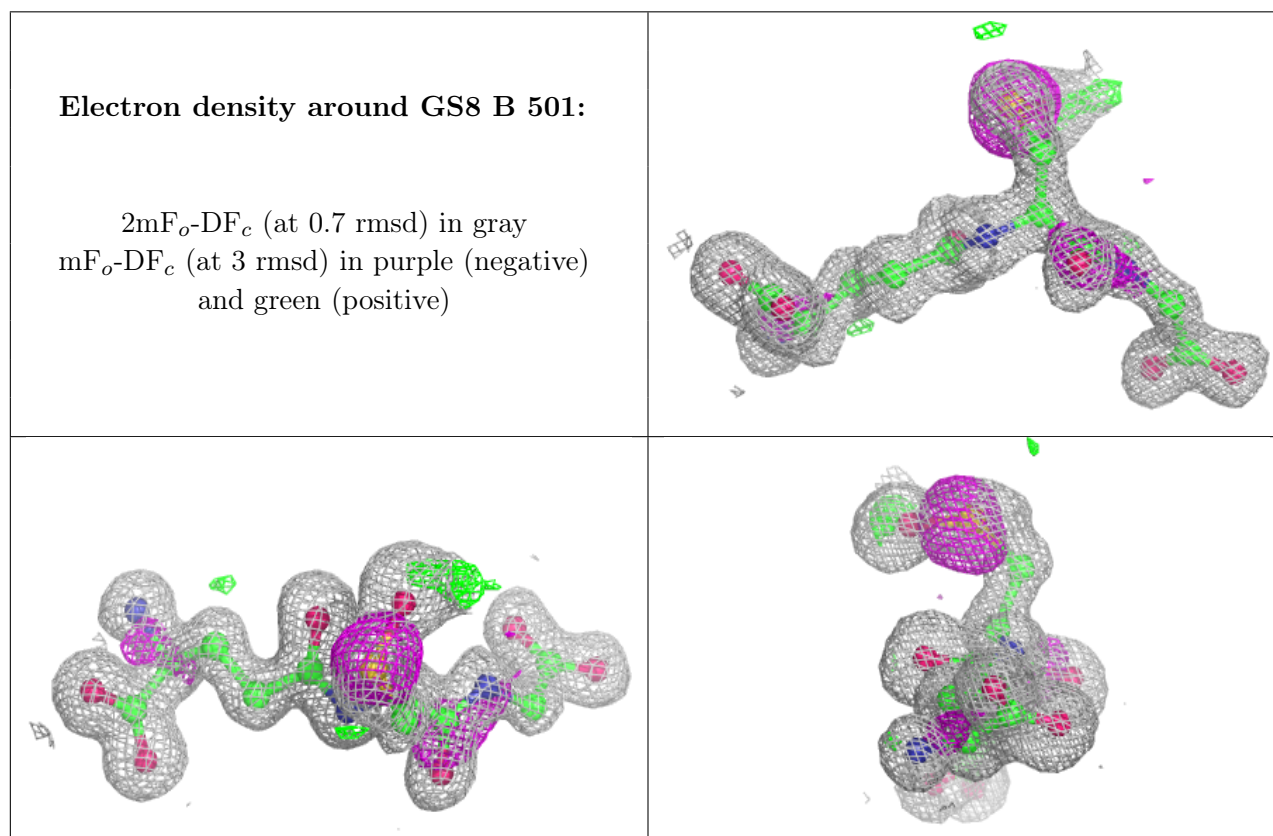 Electron density around GS8 B 501:
2mFo-DFc (at 0.7 rmsd) in gray
mFo-DFc (at 3 rmsd) in purple (negative)
and green (positive)